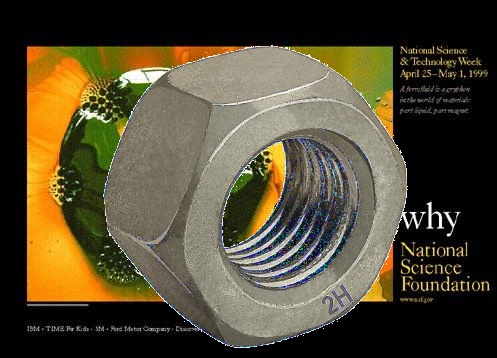 National Science
& Technology Week
April 25 - May 1, 1999
A ferrofluid is a gryphon
in the world of materials:
part liquid, part magnet.
why
National
Science
Foundation
www.nsf.gov
IBM • TIME For Kids • 3M • Ford Motor Company •
2H